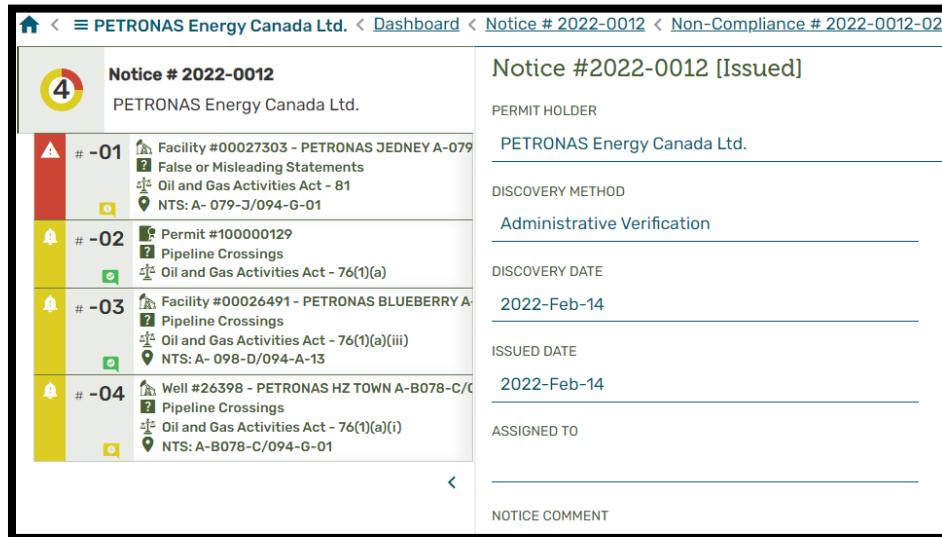 < ≡ PETRONAS Energy Canada Ltd. < Dashboard < Notice # 2022-0012 < Non-Compliance # 2022-0012-02
4
Notice # 2022-0012
PETRONAS Energy Canada Ltd.
# -01
Facility #00027303 - PETRONAS JEDNEY A-079
? False or Misleading Statements
Oil and Gas Activities Act - 81
NTS: A- 079-J/094-G-01
# -02
Permit #100000129
? Pipeline Crossings
Oil and Gas Activities Act - 76(1)(a)
# -03
Facility #00026491 - PETRONAS BLUEBERRY A-
? Pipeline Crossings
Oil and Gas Activities Act - 76(1)(a)(iii)
NTS: A- 098-D/094-A-13
# -04
Well #26398 - PETRONAS HZ TOWN A-B078-C/0
? Pipeline Crossings
Oil and Gas Activities Act - 76(1)(a)(i)
NTS: A-B078-C/094-G-01
<
Notice #2022-0012 [Issued]
PERMIT HOLDER
PETRONAS Energy Canada Ltd.
DISCOVERY METHOD
Administrative Verification
DISCOVERY DATE
2022-Feb-14
ISSUED DATE
2022-Feb-14
ASSIGNED TO
NOTICE COMMENT